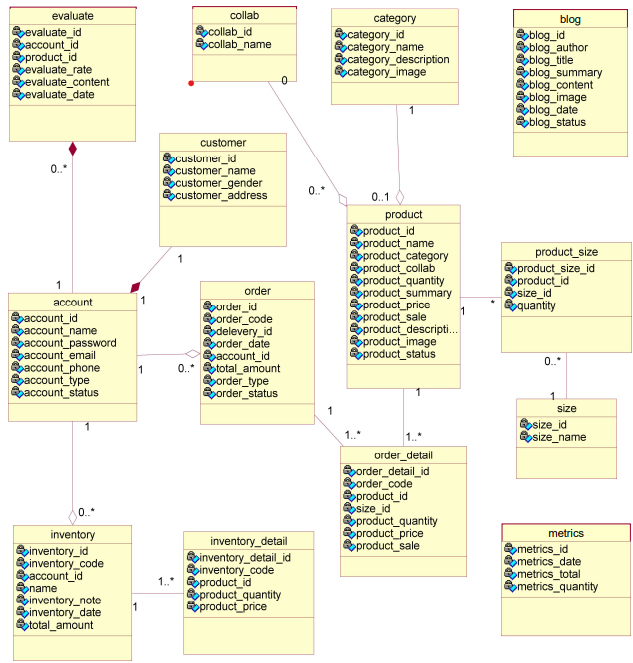 evaluate
evaluate_id
account_id
product_id
evaluate_rate
evaluate_content
evaluate_date
collab
collab_id
collab_name
category
category_id
category_name
category_description
category_image
blog
blog_id
blog_author
blog_title
blog_summary
blog_content
blog_image
blog_date
blog_status
customer
customer_id
customer_name
customer_gender
customer_address
product
product_id
product_name
product_category
product_collab
product_quantity
product_summary
product_price
product_sale
product_descripti...
product_image
product_status
product_size
product_size_id
product_id
size_id
quantity
account
account_id
account_name
account_password
account_email
account_phone
account_type
account_status
order
order_id
order_code
delevery_id
order_date
account_id
total_amount
order_type
order_status
size
size_id
size_name
order_detail
order_detail_id
order_code
product_id
size_id
product_quantity
product_price
product_sale
inventory
inventory_id
inventory_code
account_id
name
inventory_note
inventory_date
total_amount
inventory_detail
inventory_detail_id
inventory_code
product_id
product_quantity
product_price
metrics
metrics_id
metrics_date
metrics_total
metrics_quantity
0..*
1
0
0..*
1
0..1
1
1
1
0..*
1
*
0..*
1
1
1..*
1
1..*
1
0..*
1..*
1